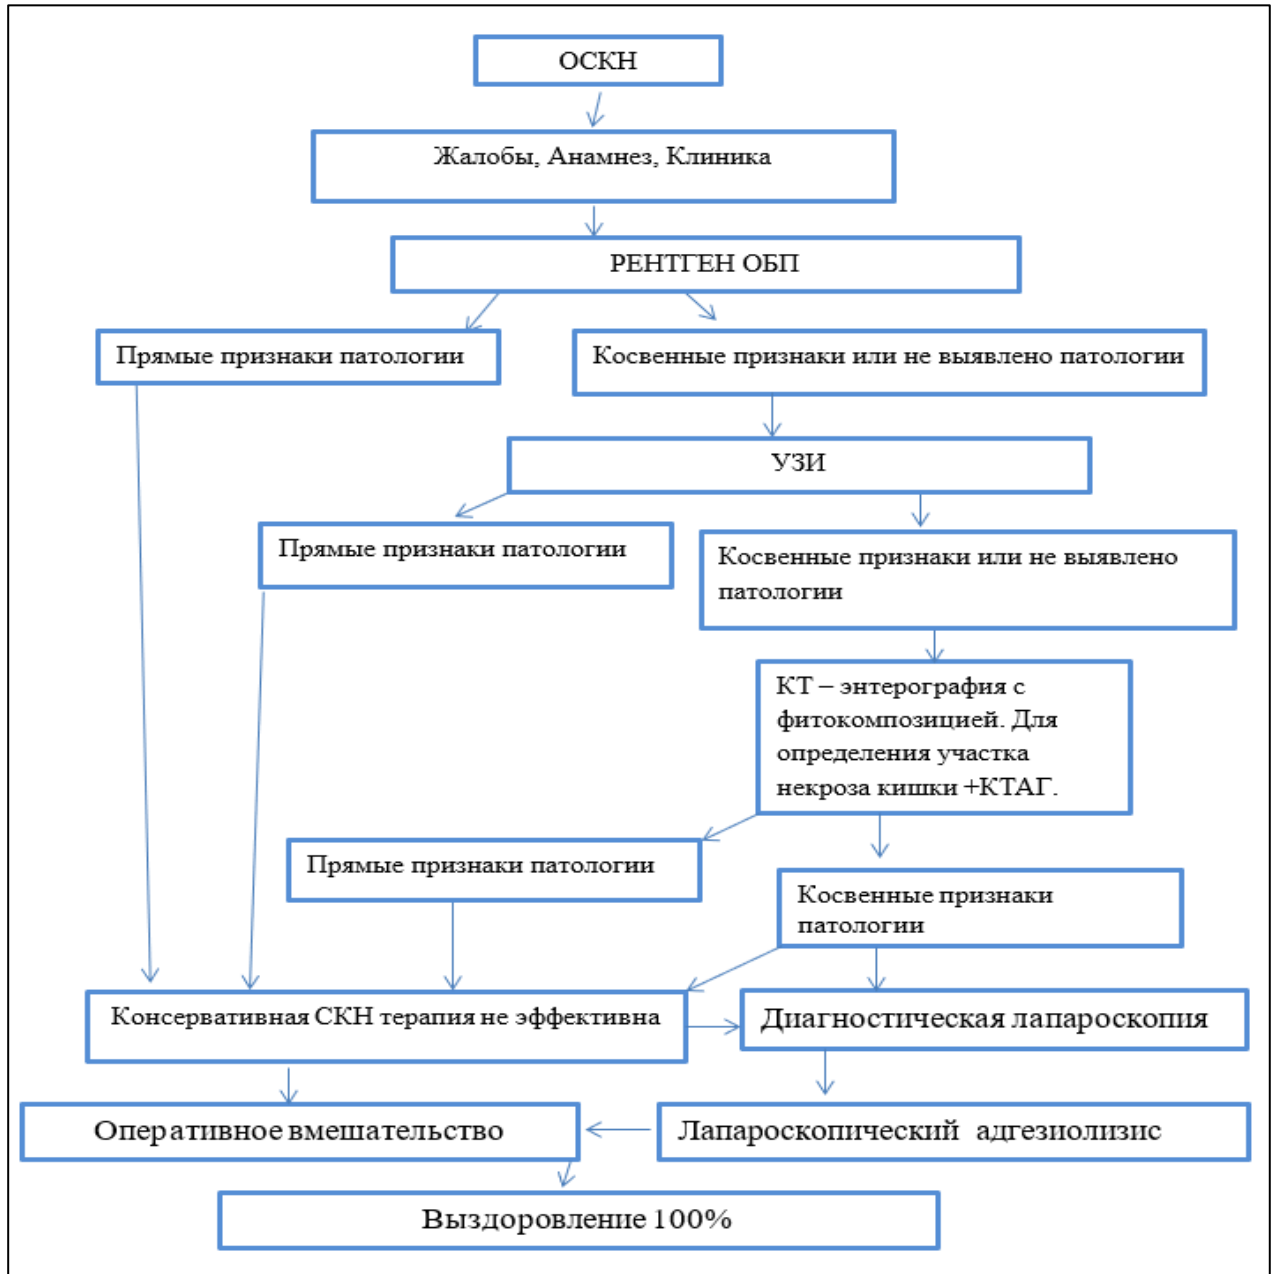 ОСКН
Жалобы, Анамнез, Клиника
РЕНТГЕН ОБП
Прямые признаки патологии
Косвенные признаки или не выявлено патологии
УЗИ
Прямые признаки патологии
Косвенные признаки или не выявлено
патологии
КТ – энтерография с
фитокомпозицией. Для
определения участка
некроза кишки +КТАГ.
Прямые признаки патологии
Косвенные признаки
патологии
Консервативная СКН терапия не эффективна
Диагностическая лапароскопия
Оперативное вмешательство
Лапароскопический адгезиолизис
Выздоровление 100%